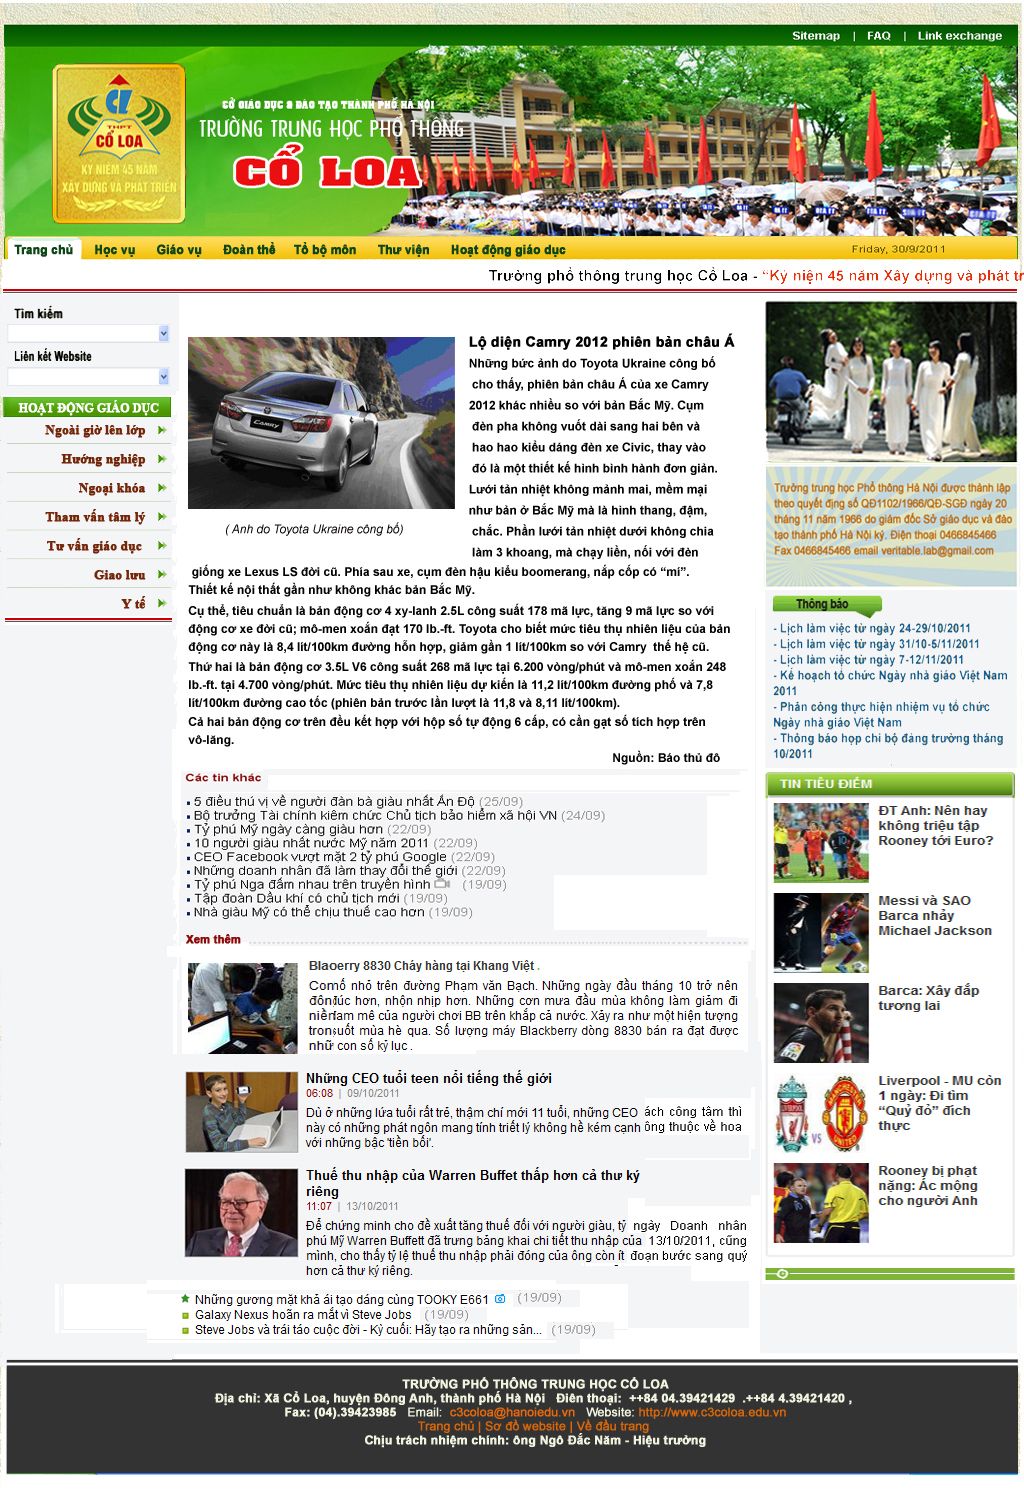 Sitemap | FAQ | Link exchange
THPT
CỔ LOA
KỶ NIỆM 45 NĂM
XÂY DỰNG VÀ PHÁT TRIỂN
CỞ GIÁO DỤC & ĐÀO TẠO THÀNH PHỐ HÀ NỘI
TRƯỜNG TRUNG HỌC PHỔ THÔNG
CỔ LOA
Trang chủ Học vụ Giáo vụ Đoàn thể Tổ bộ môn Thư viện Hoạt động giáo dục
Friday, 30/9/2011
Trường phổ thông trung học Cổ Loa - “Kỷ niện 45 năm Xây dựng và phát tr
Tìm kiếm
Liên kết Website
HOẠT ĐỘNG GIÁO DỤC
Ngoài giờ lên lớp
Hướng nghiệp
Ngoại khóa
Tham vấn tâm lý
Tư vấn giáo dục
Giao lưu
Y tế
Lộ diện Camry 2012 phiên bản châu Á
Những bức ảnh do Toyota Ukraine công bố
cho thấy, phiên bản châu Á của xe Camry
2012 khác nhiều so với bản Bắc Mỹ. Cụm
đèn pha không vuốt dài sang hai bên và
hao hao kiểu dáng đèn xe Civic, thay vào
đó là một thiết kế hình bình hành đơn giản.
Lưới tản nhiệt không mảnh mai, mềm mại
như bản ở Bắc Mỹ mà là hình thang, đậm,
chắc. Phần lưới tản nhiệt dưới không chia
làm 3 khoang, mà chạy liền, nối với đèn
Camry
( Anh do Toyota Ukraine công bố)
giống xe Lexus LS đời cũ. Phía sau xe, cụm đèn hậu kiểu boomerang, nắp cốp có “mí”.
Thiết kế nội thất gần như không khác bản Bắc Mỹ.
Cụ thể, tiêu chuẩn là bản động cơ 4 xy-lanh 2.5L công suất 178 mã lực, tăng 9 mã lực so với
động cơ xe đời cũ; mô-men xoắn đạt 170 lb.-ft. Toyota cho biết mức tiêu thụ nhiên liệu của bản
động cơ này là 8,4 lít/100km đường hỗn hợp, giảm gần 1 lít/100km so với Camry thế hệ cũ.
Thứ hai là bản động cơ 3.5L V6 công suất 268 mã lực tại 6.200 vòng/phút và mô-men xoắn 248
lb.-ft. tại 4.700 vòng/phút. Mức tiêu thụ nhiên liệu dự kiến là 11,2 lít/100km đường phố và 7,8
lít/100km đường cao tốc (phiên bản trước lần lượt là 11,8 và 8,11 lít/100km).
Cả hai bản động cơ trên đều kết hợp với hộp số tự động 6 cấp, có cần gạt số tích hợp trên
vô-lăng.
Nguồn: Báo thủ đô
Các tin khác
5 điều thú vị về người đàn bà giàu nhất Ấn Độ (25/09)
Bộ trưởng Tài chính kiêm chức Chủ tịch bảo hiểm xã hội VN (24/09)
Tỷ phú Mỹ ngày càng giàu hơn (22/09)
10 người giàu nhất nước Mỹ năm 2011 (22/09)
CEO Facebook vượt mặt 2 tỷ phú Google (22/09)
Những doanh nhân đã làm thay đổi thế giới (22/09)
Tỷ phú Nga đấm nhau trên truyền hình (19/09)
Tập đoàn Dầu khí có chủ tịch mới (19/09)
Nhà giàu Mỹ có thể chịu thuế cao hơn (19/09)
Xem thêm
Blaoerry 8830 Cháy hàng tại Khang Việt .
Comổ nhỏ trên đường Phạm văn Bạch. Những ngày đầu tháng 10 trở nên
đôngúc hơn, nhộn nhịp hơn. Những cơn mưa đầu mùa không làm giảm đi
niềnlam mê của người chơi BB trên khắp cả nước. Xảy ra như một hiện tượng
tronsuốt mùa hè qua. Số lượng máy Blackberry dòng 8830 bán ra đạt được
nhữ con số kỷ lục .
Những CEO tuổi teen nổi tiếng thế giới
06:08 | 09/10/2011
Dù ở những lứa tuổi rất trẻ, thậm chí mới 11 tuổi, những CEO ách công tâm thì
này có những phát ngôn mang tính triết lý không hề kém cạnh ông thuộc về hoa
với những bậc 'tiền bối'.
Thuế thu nhập của Warren Buffet thấp hơn cả thư ký
riêng
11:07 | 13/10/2011
Để chứng minh cho đề xuất tăng thuế đối với người giàu, tỷ ngày Doanh nhân
phú Mỹ Warren Buffett đã trưng bảng khai chi tiết thu nhập của 13/10/2011, cũng
mình, cho thấy tỷ lệ thuế thu nhập phải đóng của ông còn ít đoạn bước sang quý
hơn cả thư ký riêng.
Những gương mặt khả ái tạo dáng cùng TOOKY E661 (19/09)
Galaxy Nexus hoãn ra mắt vì Steve Jobs (19/09)
Steve Jobs và trái táo cuộc đời - Kỳ cuối: Hãy tạo ra những sản... (19/09)
Trường trung học Phổ thông Hà Nội được thành lập
theo quyết định số QĐ1102/1966/QĐ-SGĐ ngày 20
tháng 11 năm 1966 do giám đốc Sở giáo dục và đào
tạo thành phố Hà Nội ký. Điện thoại 0466845466
Fax 0466845466 email veritable.lab@gmail.com
Thông báo
- Lịch làm việc từ ngày 24-29/10/2011
- Lịch làm việc từ ngày 31/10-5/11/2011
- Lịch làm việc từ ngày 7-12/11/2011
- Kế hoạch tổ chức Ngày nhà giáo Việt Nam
2011
- Phân công thực hiện nhiệm vụ tổ chức
Ngày nhà giáo Việt Nam
- Thông báo họp chi bộ đảng trường tháng
10/2011
TIN TIÊU ĐIỂM
ĐT Anh: Nên hay
không triệu tập
Rooney tới Euro?
Messi và SAO
Barca nhảy
Michael Jackson
Barca: Xây đắp
tương lai
Liverpool - MU còn
1 ngày: Đi tìm
“Quỷ đỏ” đích
thực
VS
Rooney bị phạt
nặng: Ác mộng
cho người Anh
TRƯỜNG PHỔ THÔNG TRUNG HỌC CỔ LOA
Địa chỉ: Xã Cổ Loa, huyện Đông Anh, thành phố Hà Nội Điên thoại: ++84 04.39421429 .++84 4.39421420 ,
Fax: (04).39423985 Email: c3coloa@hanoiedu.vn Website: http://www.c3coloa.edu.vn
Trang chủ | Sơ đồ website | Về đầu trang
Chịu trách nhiệm chính: ông Ngô Đắc Năm - Hiệu trưởng